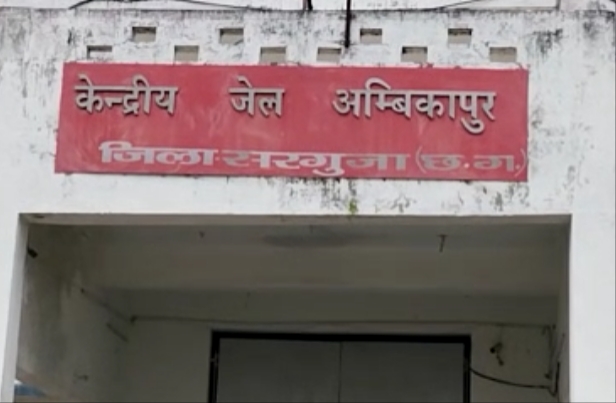 केन्द्रीय जेल अम्बिकापुर
जिला-सरगुजा (छ.ग.)